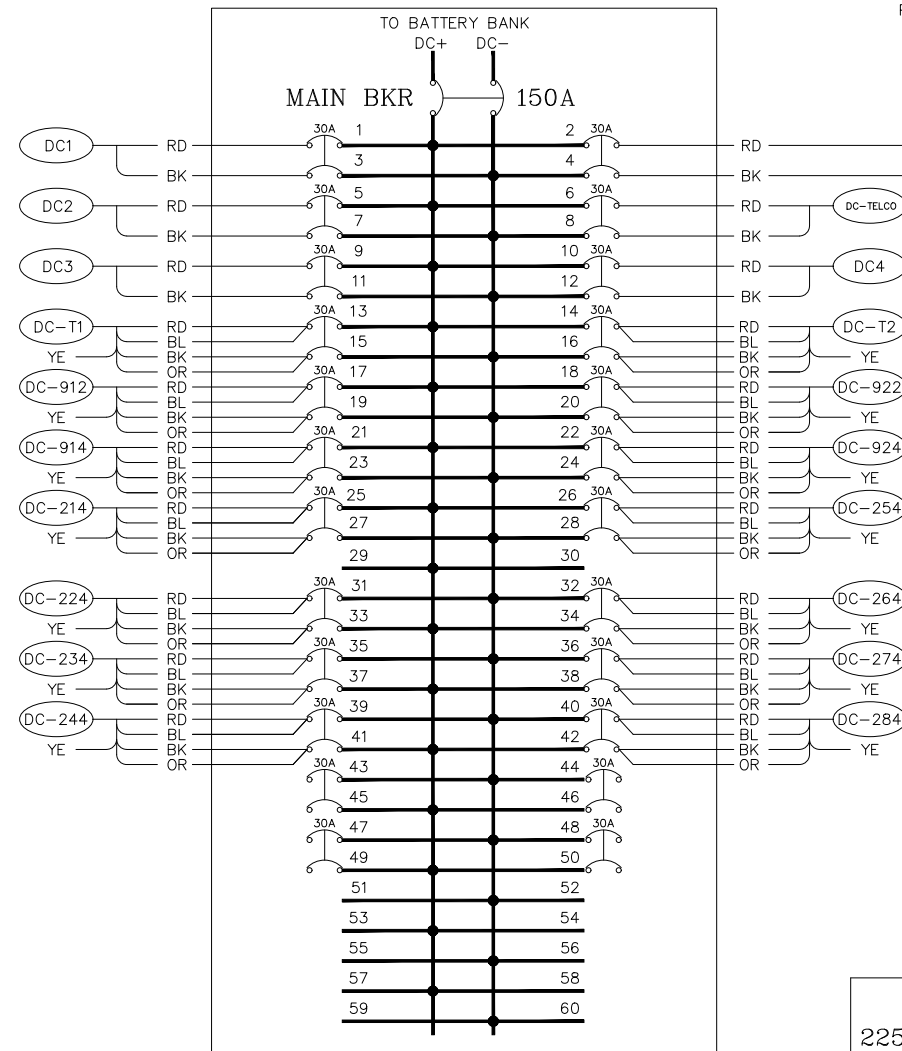 TO BATTERY BANK
DC+ DC-
MAIN BKR 150A
30A 1 2 30A
DC1 RD RD
3 4
BK BK
30A 5 6 30A
DC2 RD RD DC-TELCO
7 8
BK BK
30A 9 10 30A
DC3 RD RD DC4
11 12
BK BK
30A 13 14 30A
DC-T1 RD RD DC-T2
BL 15 16 BL
YE BK BK YE
OR OR
30A 17 18 30A
DC-912 RD RD DC-922
BL 19 20 BL
YE BK BK YE
OR OR
30A 21 22 30A
DC-914 RD RD DC-924
BL 23 24 BL
YE BK BK YE
OR OR
30A 25 26 30A
DC-214 RD RD DC-254
BL 27 28 BL
YE BK BK YE
OR OR
29 30
30A 31 32 30A
DC-224 RD RD DC-264
BL 33 34 BL
YE BK BK YE
OR OR
30A 35 36 30A
DC-234 RD RD DC-274
BL 37 38 BL
YE BK BK YE
OR OR
30A 39 40 30A
DC-244 RD RD DC-284
BL 41 42 BL
YE BK BK YE
OR OR
30A 43 44 30A
45 46
30A 47 48 30A
49 50
51 52
53 54
55 56
57 58
59 60
225